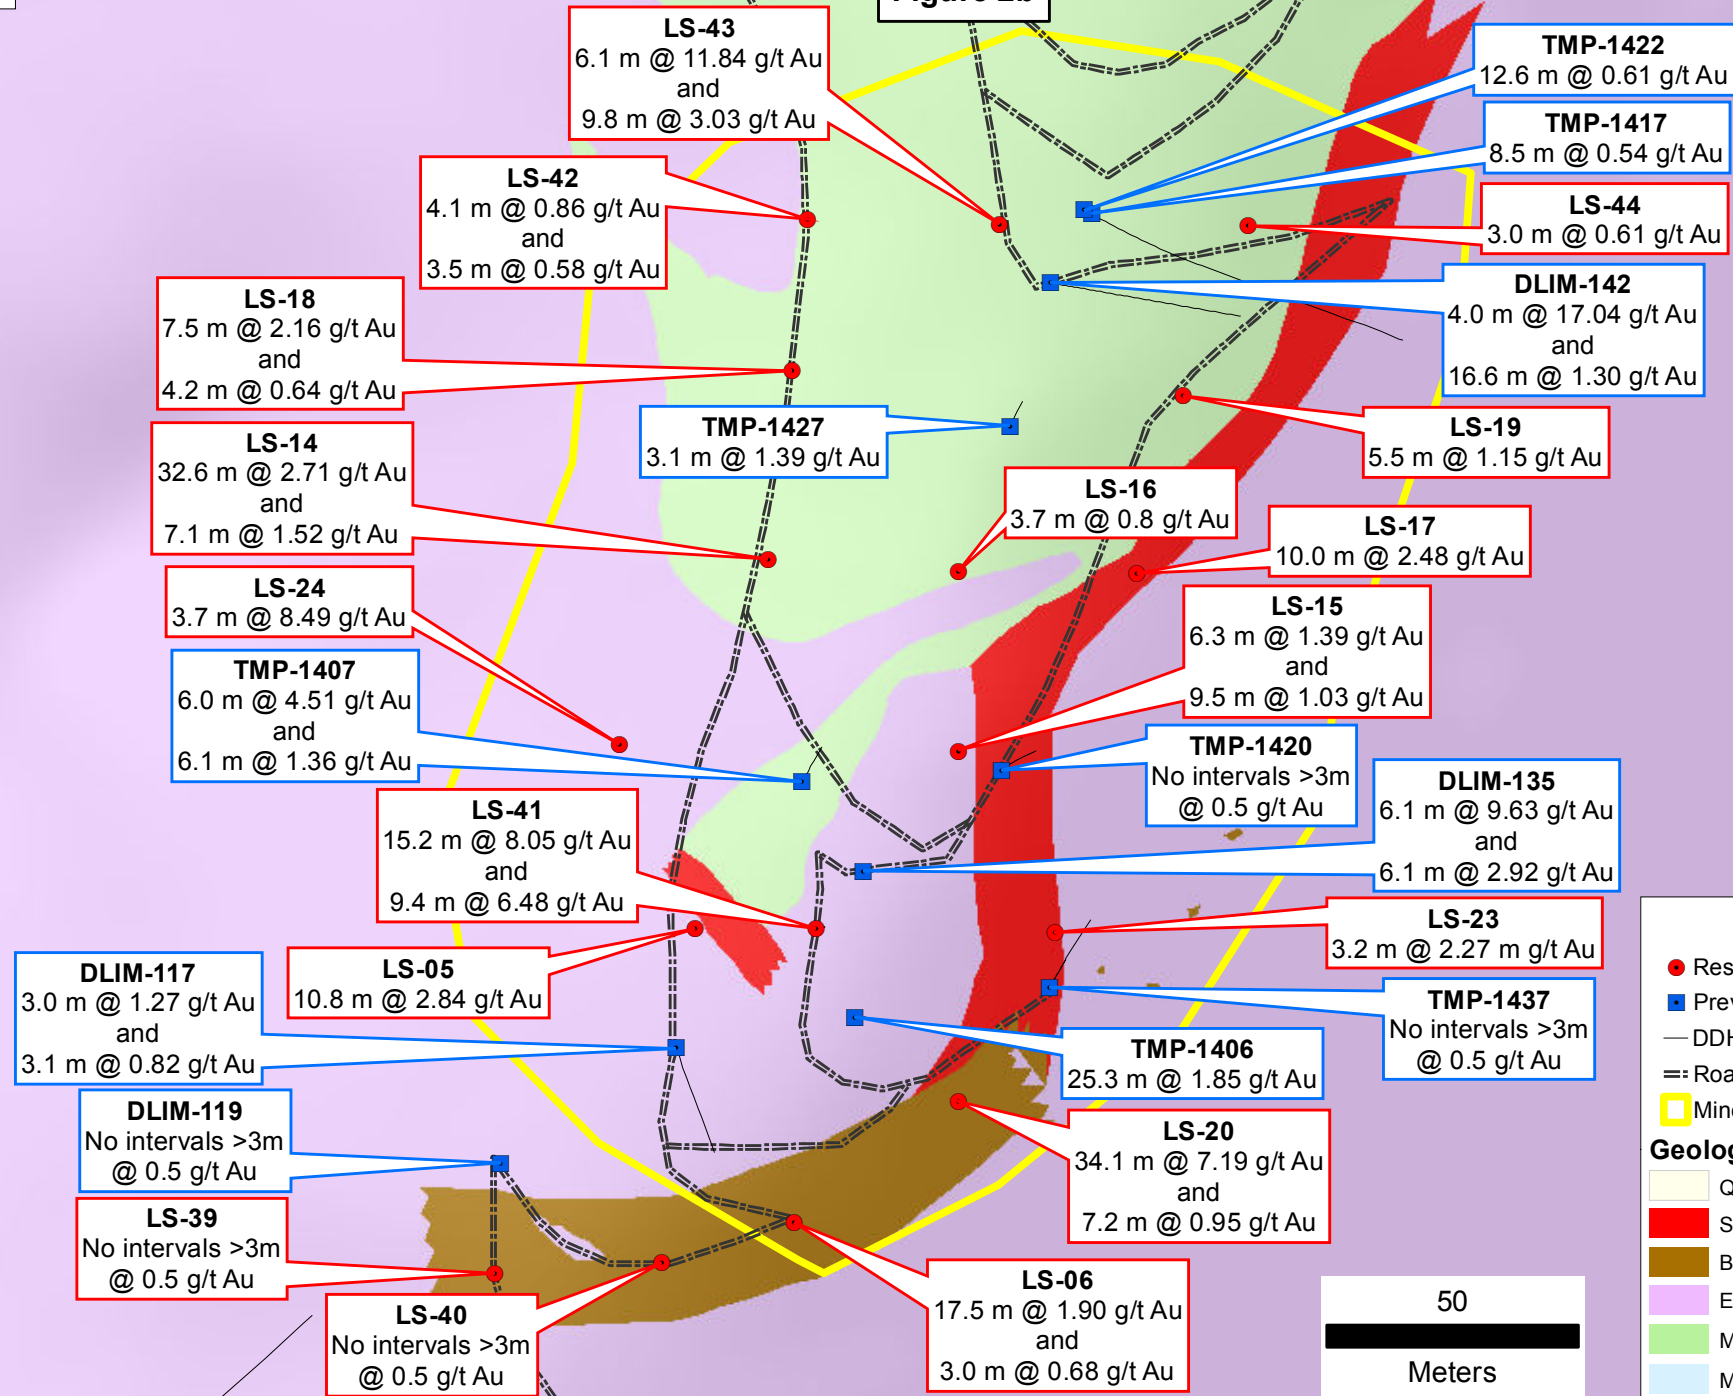 Figure 2b
LS-43
6.1 m @ 11.84 g/t Au
and
9.8 m @ 3.03 g/t Au
TMP-1422
12.6 m @ 0.61 g/t Au
TMP-1417
8.5 m @ 0.54 g/t Au
LS-42
4.1 m @ 0.86 g/t Au
and
3.5 m @ 0.58 g/t Au
LS-44
3.0 m @ 0.61 g/t Au
LS-18
7.5 m @ 2.16 g/t Au
and
4.2 m @ 0.64 g/t Au
DLIM-142
4.0 m @ 17.04 g/t Au
and
16.6 m @ 1.30 g/t Au
TMP-1427
3.1 m @ 1.39 g/t Au
LS-19
5.5 m @ 1.15 g/t Au
LS-14
32.6 m @ 2.71 g/t Au
and
7.1 m @ 1.52 g/t Au
LS-16
3.7 m @ 0.8 g/t Au
LS-17
10.0 m @ 2.48 g/t Au
LS-24
3.7 m @ 8.49 g/t Au
LS-15
6.3 m @ 1.39 g/t Au
and
9.5 m @ 1.03 g/t Au
TMP-1407
6.0 m @ 4.51 g/t Au
and
6.1 m @ 1.36 g/t Au
TMP-1420
No intervals >3m
@ 0.5 g/t Au
DLIM-135
6.1 m @ 9.63 g/t Au
and
6.1 m @ 2.92 g/t Au
LS-41
15.2 m @ 8.05 g/t Au
and
9.4 m @ 6.48 g/t Au
LS-23
3.2 m @ 2.27 m g/t Au
LS-05
10.8 m @ 2.84 g/t Au
DLIM-117
3.0 m @ 1.27 g/t Au
and
3.1 m @ 0.82 g/t Au
TMP-1437
No intervals >3m
@ 0.5 g/t Au
TMP-1406
25.3 m @ 1.85 g/t Au
DLIM-119
No intervals >3m
@ 0.5 g/t Au
LS-20
34.1 m @ 7.19 g/t Au
and
7.2 m @ 0.95 g/t Au
LS-39
No intervals >3m
@ 0.5 g/t Au
LS-40
No intervals >3m
@ 0.5 g/t Au
LS-06
17.5 m @ 1.90 g/t Au
and
3.0 m @ 0.68 g/t Au
50
Meters
Res
Prev
DDH
Roa
Mine
Geolog
Q
S
B
E
M
M